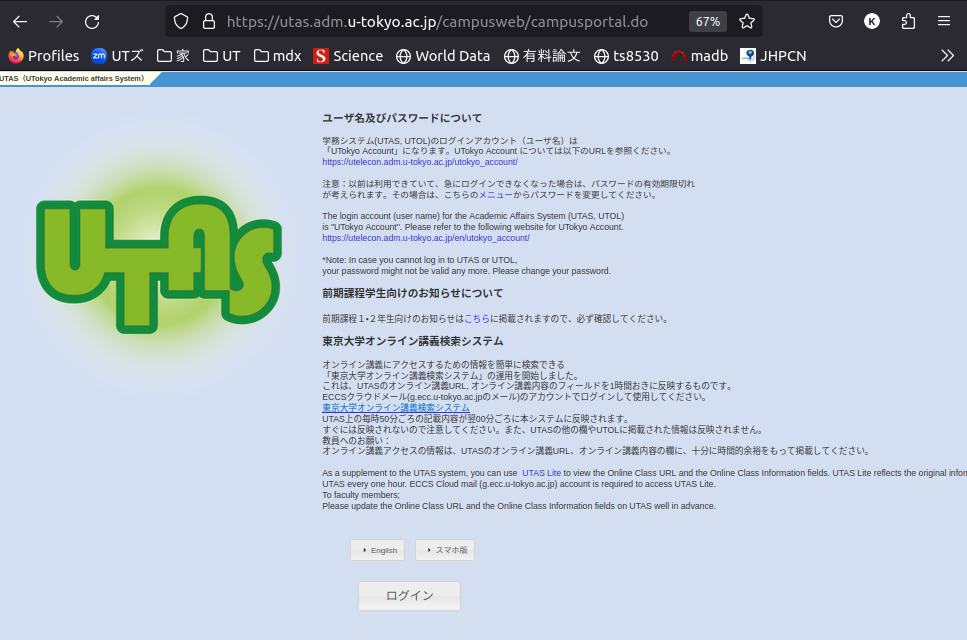 https://utas.adm.u-tokyo.ac.jp/campusweb/campusportal.do
67%
K
Profiles
zm UTズ
家
UT
mdx
S Science
World Data
有料論文
ts8530
madb
JHPCN
UTAS（UTokyo Academic affairs System）
UTAS
ユーザ名及びパスワードについて
学務システム(UTAS, UTOL)のログインアカウント（ユーザ名）は
「UTokyo Account」になります。UTokyo Account については以下のURLを参照ください。
https://utelecon.adm.u-tokyo.ac.jp/utokyo_account/
注意：以前は利用できていて、急にログインできなくなった場合は、パスワードの有効期限切れ
が考えられます。その場合は、こちらのメニューからパスワードを変更してください。
The login account (user name) for the Academic Affairs System (UTAS, UTOL)
is "UTokyo Account". Please refer to the following website for UTokyo Account.
https://utelecon.adm.u-tokyo.ac.jp/en/utokyo_account/
*Note: In case you cannot log in to UTAS or UTOL,
your password might not be valid any more. Please change your password.
前期課程学生向けのお知らせについて
前期課程１・２年生向けのお知らせはこちらに掲載されますので、必ず確認してください。
東京大学オンライン講義検索システム
オンライン講義にアクセスするための情報を簡単に検索できる
「東京大学オンライン講義検索システム」の運用を開始しました。
これは、UTASのオンライン講義URL, オンライン講義内容のフィールドを1時間おきに反映するものです。
ECCSクラウドメール(g.ecc.u-tokyo.ac.jpのメール)のアカウントでログインして使用してください。
東京大学オンライン講義検索システム
UTAS上の毎時50分ごろの記載内容が翌00分ごろに本システムに反映されます。
すぐには反映されないので注意してください。また、UTASの他の欄やUTOLに掲載された情報は反映されません。
教員へのお願い：
オンライン講義アクセスの情報は、UTASのオンライン講義URL、オンライン講義内容の欄に、十分に時間的余裕をもって掲載してください。
As a supplement to the UTAS system, you can use UTAS Lite to view the Online Class URL and the Online Class Information fields. UTAS Lite reflects the original infor
UTAS every one hour. ECCS Cloud mail (g.ecc.u-tokyo.ac.jp) account is required to access UTAS Lite.
To faculty members;
Please update the Online Class URL and the Online Class Information fields on UTAS well in advance.
English
スマホ版
ログイン